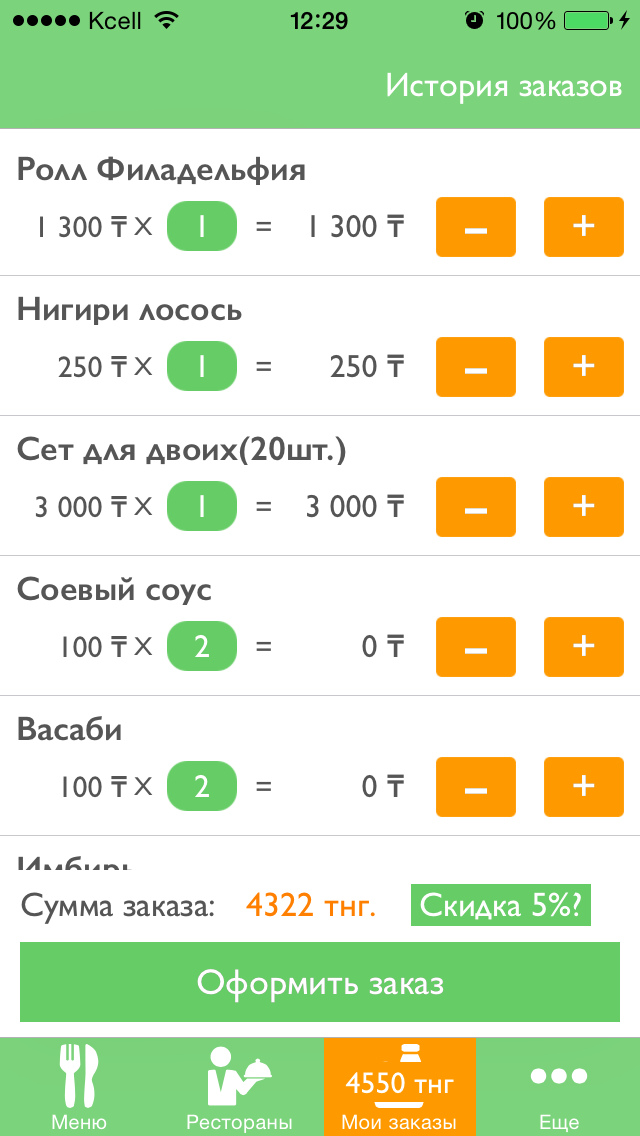 Kcell 12:29 100%
История заказов
Ролл Филадельфия
1 300 ₸ X 1 = 1 300 ₸ – +
Нигири лосось
250 ₸ X 1 = 250 ₸ – +
Сет для двоих(20шт.)
3 000 ₸ X 1 = 3 000 ₸ – +
Соевый соус
100 ₸ X 2 = 0 ₸ – +
Васаби
100 ₸ X 2 = 0 ₸ – +
Имбирь
Сумма заказа: 4322 тнг. Скидка 5%?
Оформить заказ
4550 тнг
Меню Рестораны Мои заказы Еще